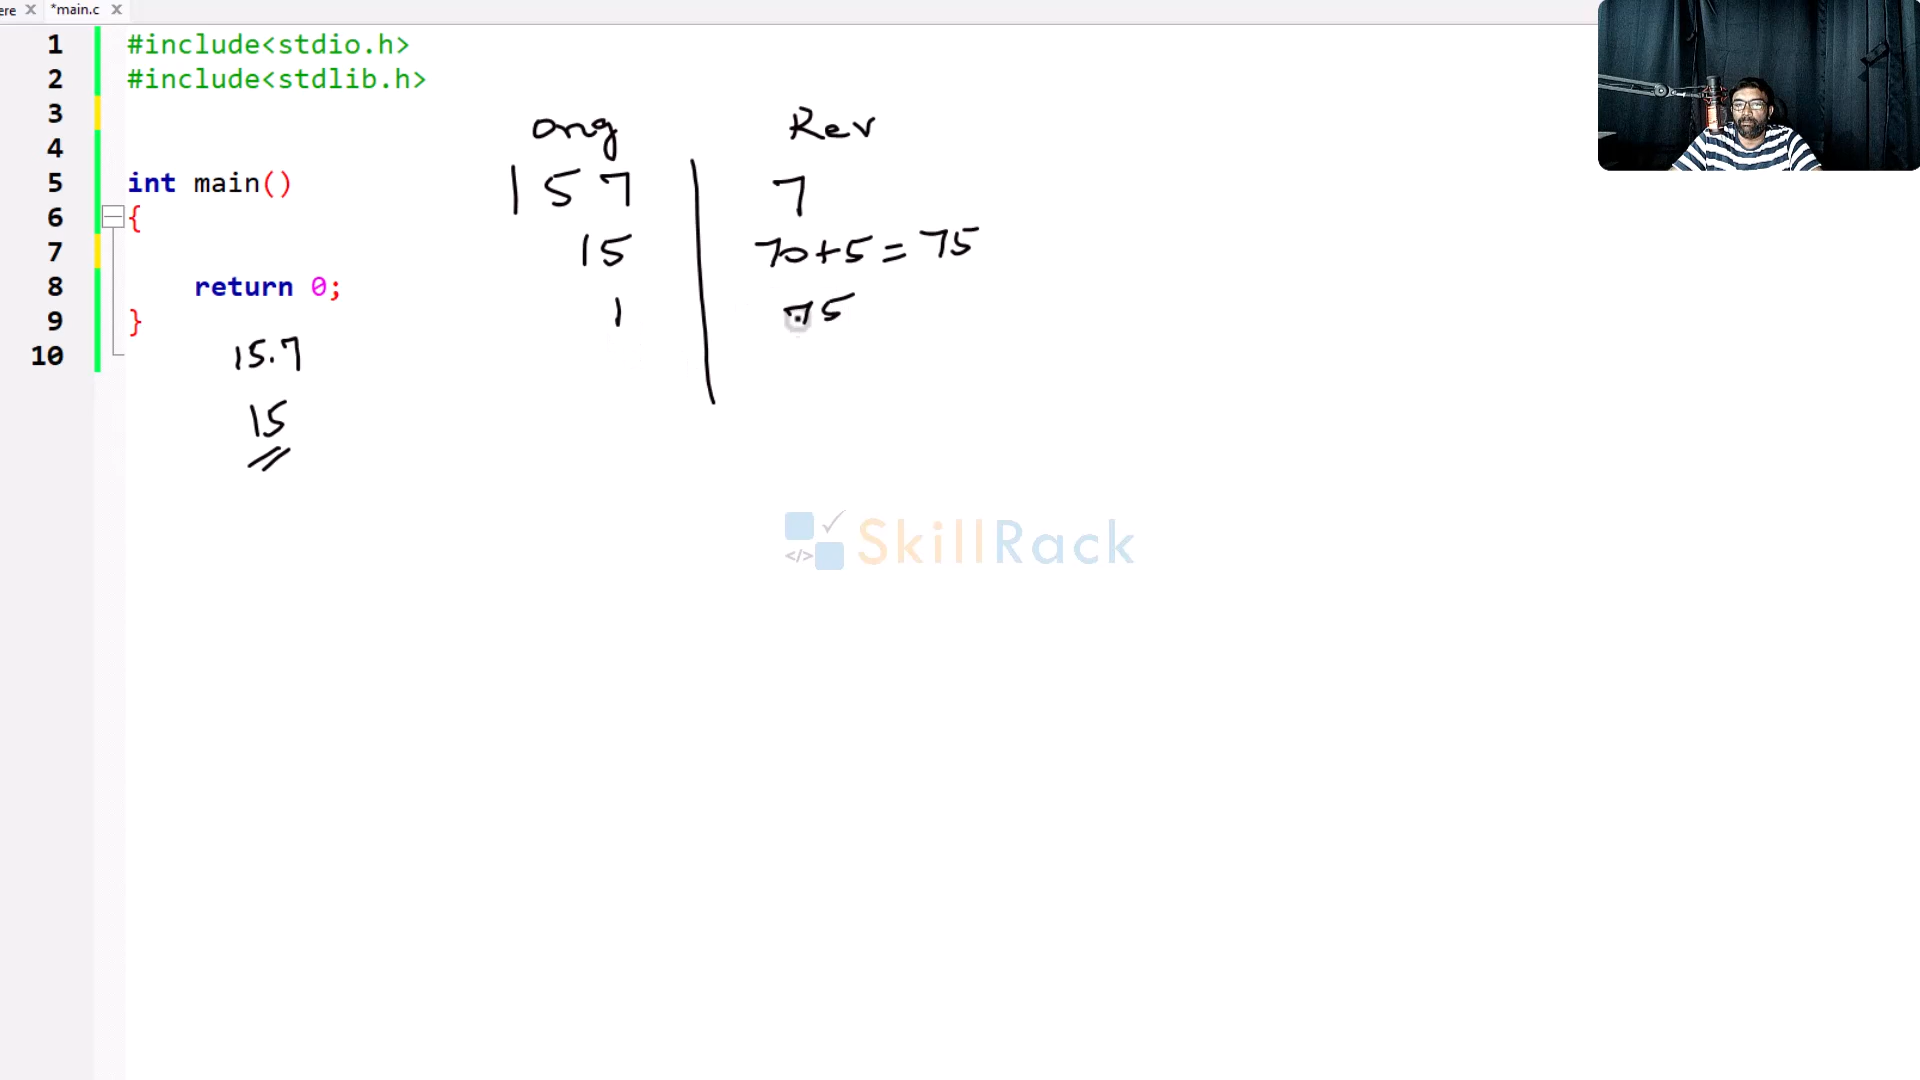 ere X *main.c X
1 #include<stdio.h>
2 #include<stdlib.h>
3
4
5 int main()
6 {
7
8 return 0;
9 }
10
orig Rev
157 7
15 70+5=75
1 75
15.7
15
</> SkillRack